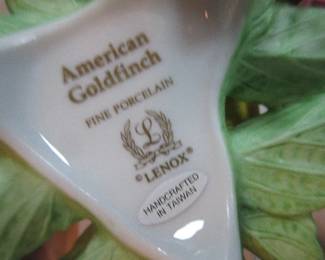 American
Goldfinch
FINE PORCELAIN
L
©LENOX®
HANDCRAFTED
IN TAIWAN